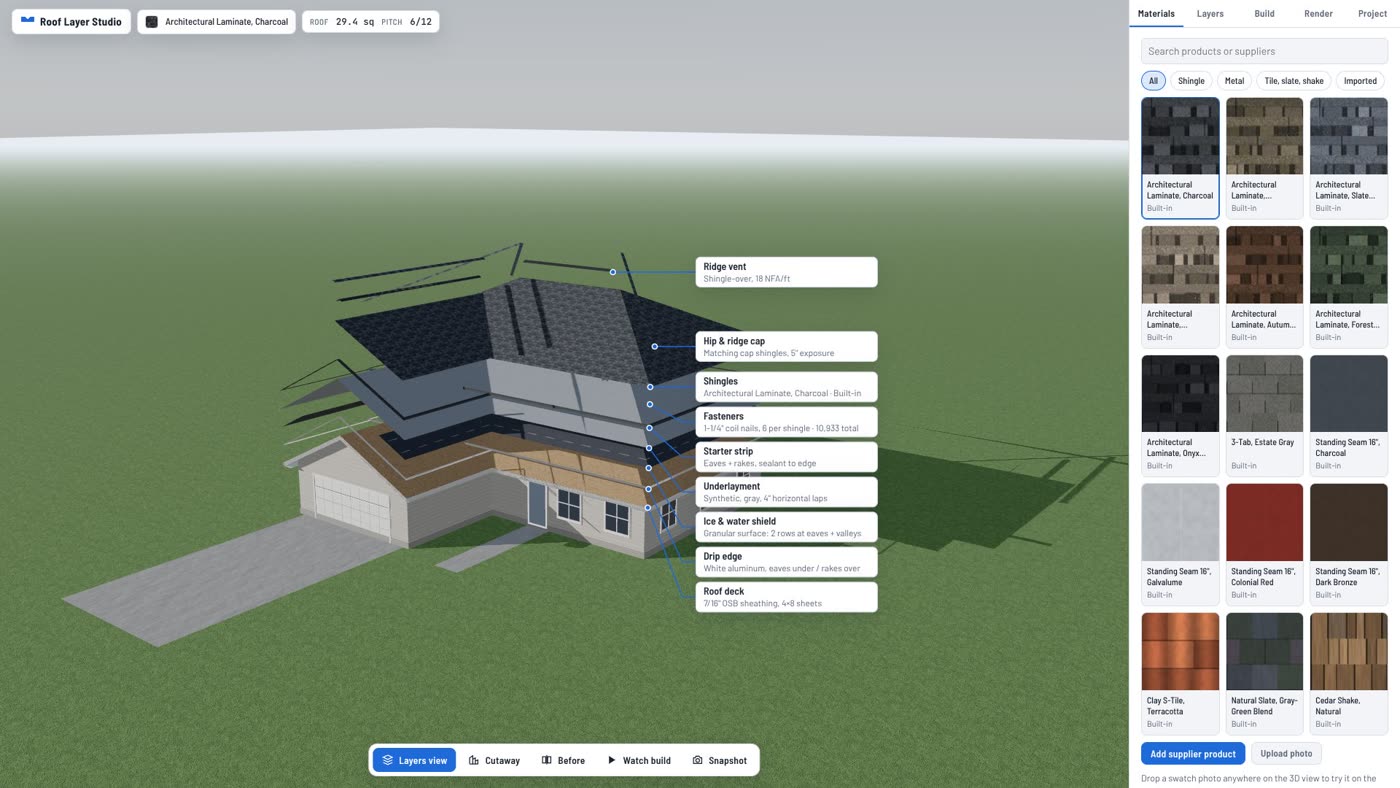 Roof Layer Studio
Architectural Laminate, Charcoal
ROOF 29.4 sq PITCH 6/12
Materials Layers Build Render Project
Search products or suppliers
All Shingle Metal Tile, slate, shake Imported
Architectural
Laminate, Charcoal
Built-in
Architectural
Laminate,...
Built-in
Architectural
Laminate, Slate...
Built-in
Architectural
Laminate,...
Built-in
Architectural
Laminate, Autum...
Built-in
Architectural
Laminate, Forest...
Built-in
Architectural
Laminate, Onyx...
Built-in
3-Tab, Estate Gray
Built-in
Standing Seam 16",
Charcoal
Built-in
Standing Seam 16",
Galvalume
Built-in
Standing Seam 16",
Colonial Red
Built-in
Standing Seam 16",
Dark Bronze
Built-in
Clay S-Tile,
Terracotta
Built-in
Natural Slate, Gray-
Green Blend
Built-in
Cedar Shake,
Natural
Built-in
Add supplier product Upload photo
Drop a swatch photo anywhere on the 3D view to try it on the
Ridge vent
Shingle-over, 18 NFA/ft
Hip & ridge cap
Matching cap shingles, 5" exposure
Shingles
Architectural Laminate, Charcoal · Built-in
Fasteners
1-1/4" coil nails, 6 per shingle · 10,933 total
Starter strip
Eaves + rakes, sealant to edge
Underlayment
Synthetic, gray, 4" horizontal laps
Ice & water shield
Granular surface: 2 rows at eaves + valleys
Drip edge
White aluminum, eaves under / rakes over
Roof deck
7/16" OSB sheathing, 4×8 sheets
Layers view Cutaway Before Watch build Snapshot